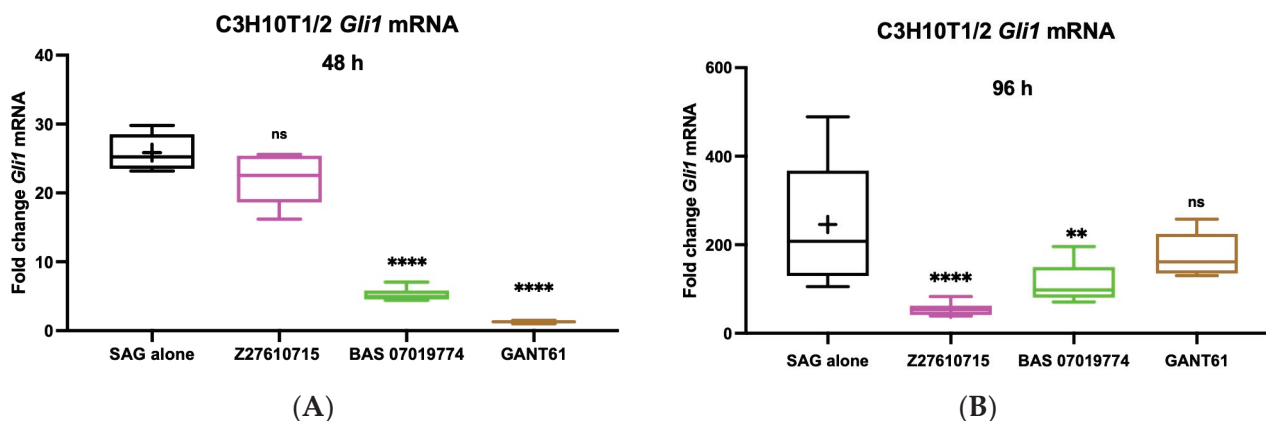 C3H10T1/2 Gli1 mRNA
48 h
Fold change Gli1 mRNA
40
30
20
10
0
ns
****
****
SAG alone
Z27610715
BAS 07019774
GANT61
(A)
C3H10T1/2 Gli1 mRNA
96 h
Fold change Gli1 mRNA
600
400
200
0
****
**
ns
SAG alone
Z27610715
BAS 07019774
GANT61
(B)